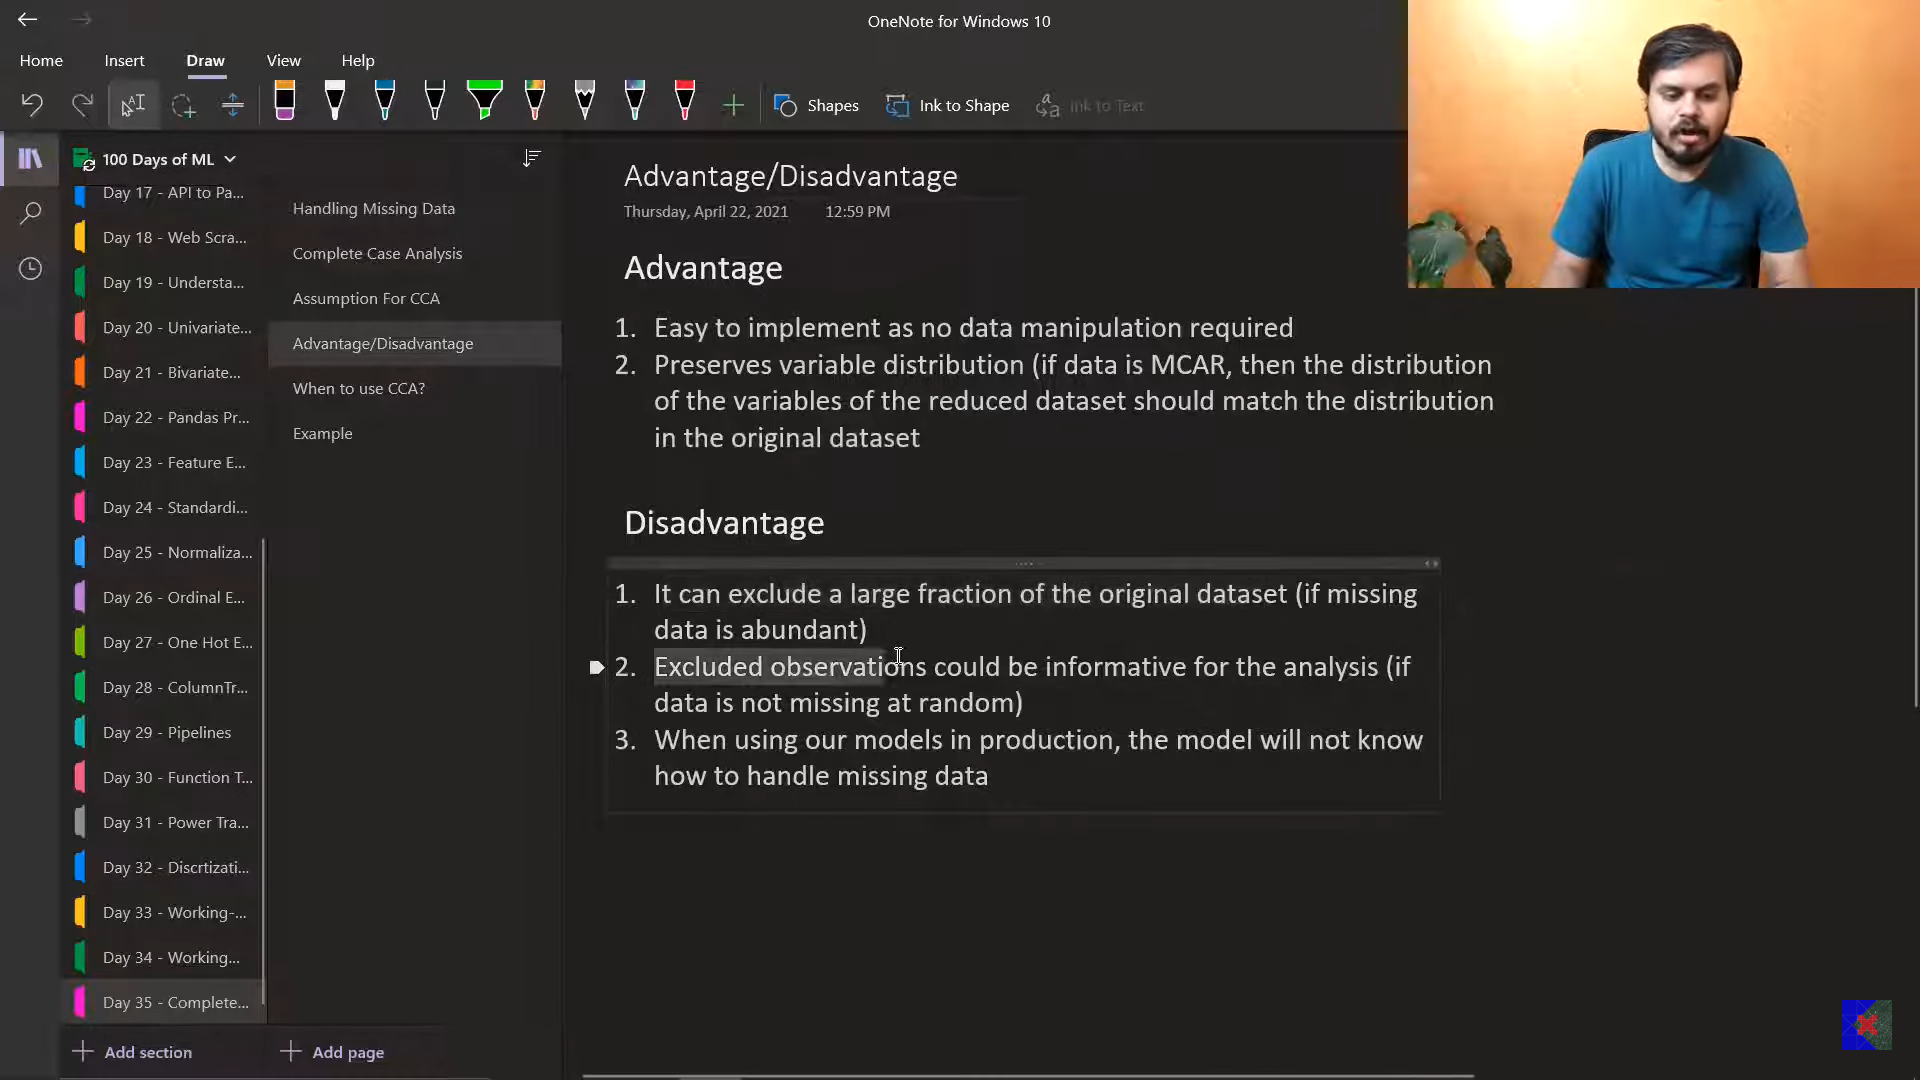 OneNote for Windows 10
Home Insert Draw View Help
Shapes Ink to Shape Ink to Text
100 Days of ML
Day 17 - API to Pa...
Day 18 - Web Scra...
Day 19 - Understa...
Day 20 - Univariate...
Day 21 - Bivariate...
Day 22 - Pandas Pr...
Day 23 - Feature E...
Day 24 - Standardi...
Day 25 - Normaliza...
Day 26 - Ordinal E...
Day 27 - One Hot E...
Day 28 - ColumnTr...
Day 29 - Pipelines
Day 30 - Function T...
Day 31 - Power Tra...
Day 32 - Discrtizati...
Day 33 - Working-...
Day 34 - Working...
Day 35 - Complete...
Add section
Handling Missing Data
Complete Case Analysis
Assumption For CCA
Advantage/Disadvantage
When to use CCA?
Example
Add page
Advantage/Disadvantage
Thursday, April 22, 2021 12:59 PM
Advantage
1. Easy to implement as no data manipulation required
2. Preserves variable distribution (if data is MCAR, then the distribution
of the variables of the reduced dataset should match the distribution
in the original dataset
Disadvantage
1. It can exclude a large fraction of the original dataset (if missing
data is abundant)
2. Excluded observations could be informative for the analysis (if
data is not missing at random)
3. When using our models in production, the model will not know
how to handle missing data